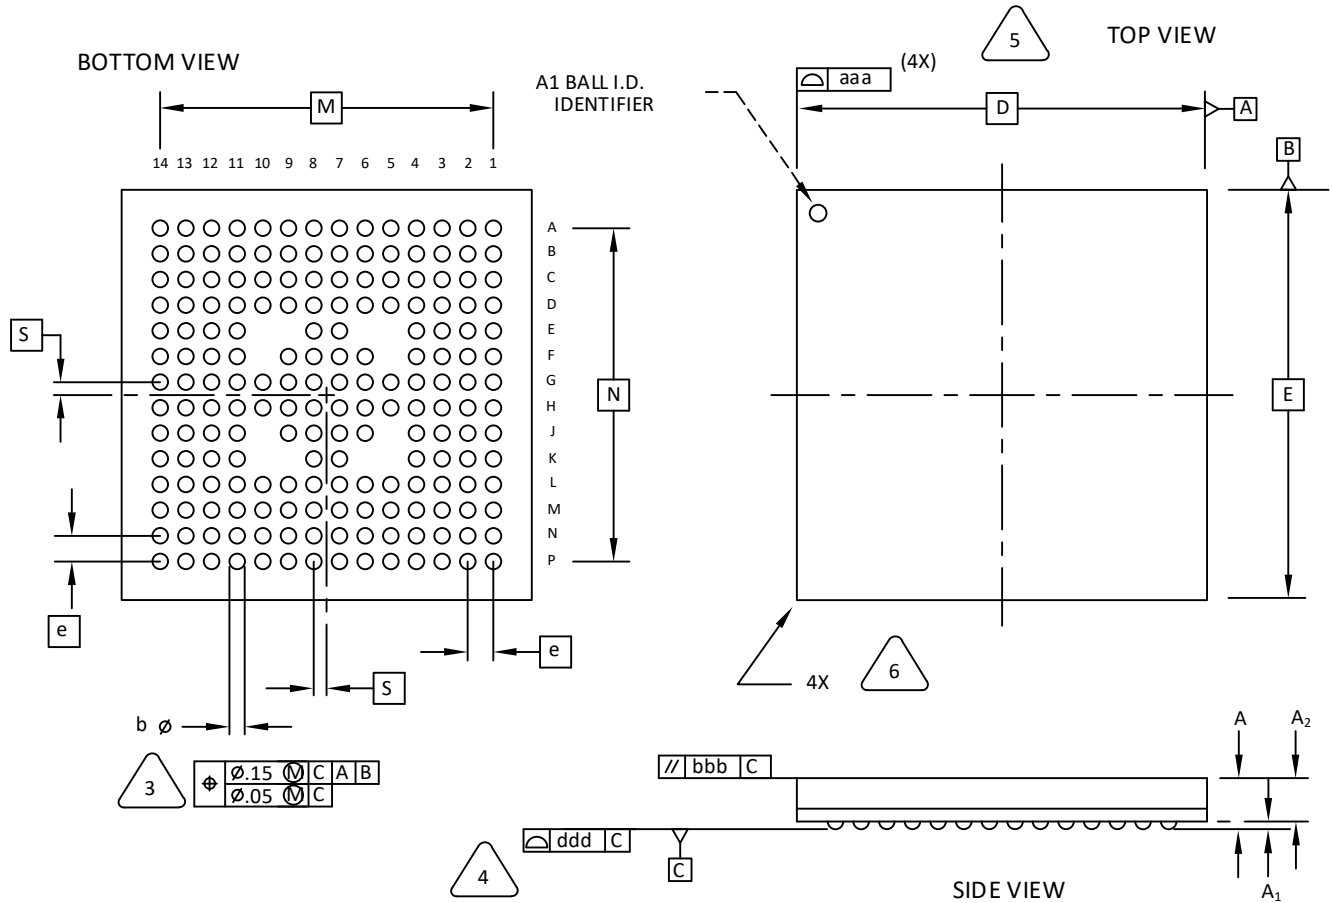 BOTTOM VIEW
M
14 13 12 11 10 9 8 7 6 5 4 3 2 1
A
B
C
D
E
F
G
H
J
K
L
M
N
P
S
N
e
e
S
b ø
3
Ø.15 Ⓜ C A B
Ø.05 Ⓜ C
A1 BALL I.D.
IDENTIFIER
5
TOP VIEW
aaa
(4X)
D
A
B
E
4X
6
// bbb C
A
A2
ddd C
C
4
A1
SIDE VIEW